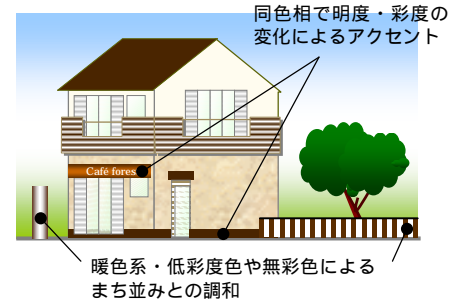 同色相で明度・彩度の
変化によるアクセント
Café fores
暖色系・低彩度色や無彩色による
まち並みとの調和